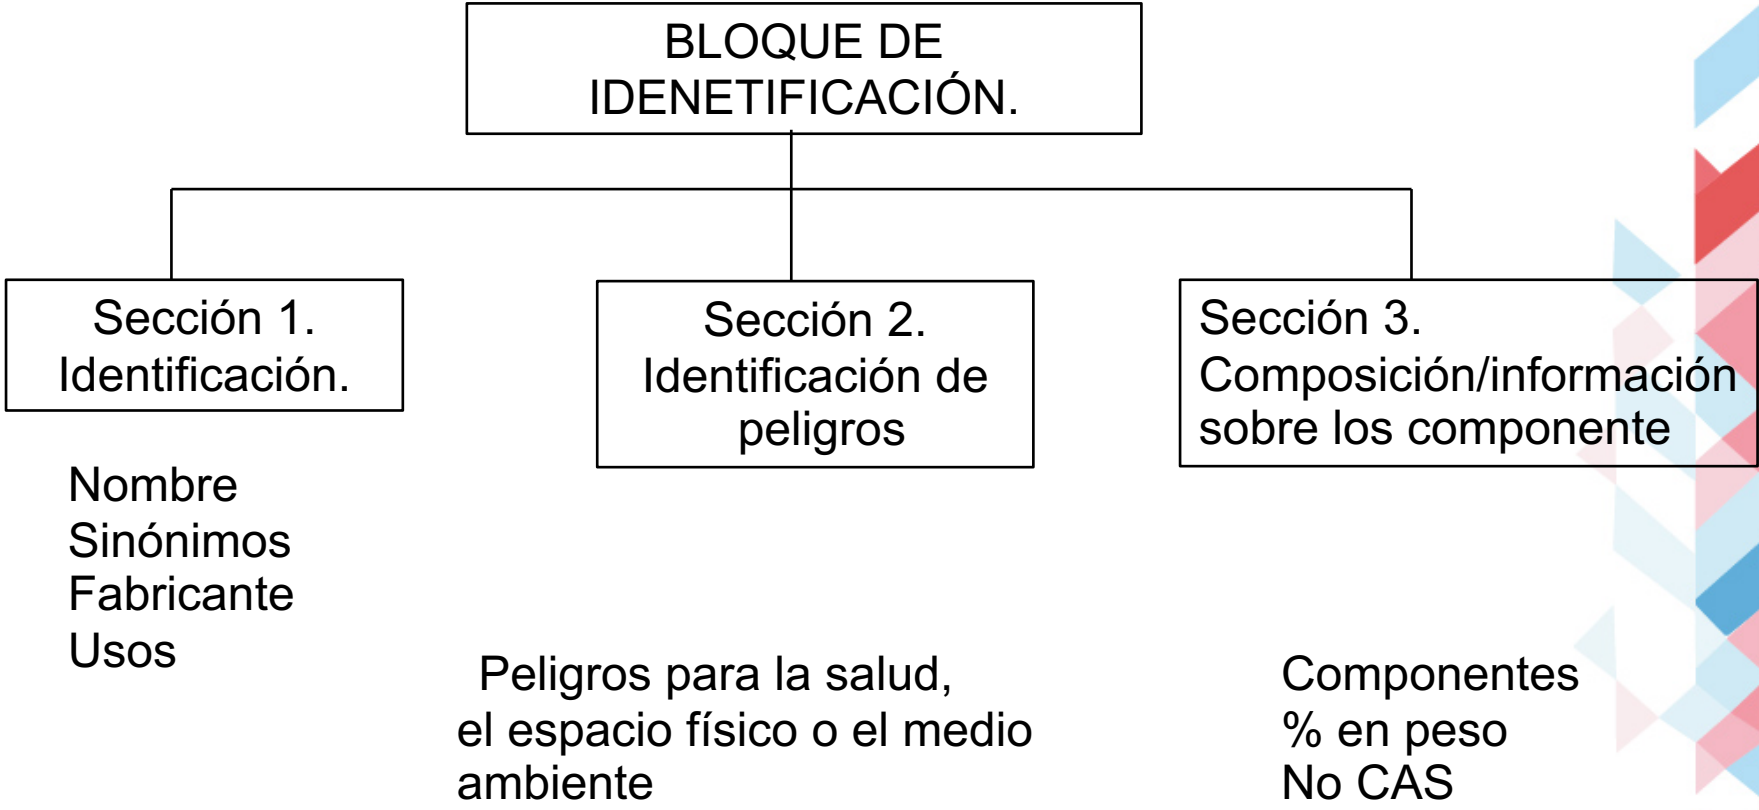 BLOQUE DE
IDENETIFICACIÓN.
Sección 1.
Identificación.
Nombre
Sinónimos
Fabricante
Usos
Sección 2.
Identificación de
peligros
Peligros para la salud,
el espacio físico o el medio
ambiente
Sección 3.
Composición/información
sobre los componente
Componentes
% en peso
No CAS